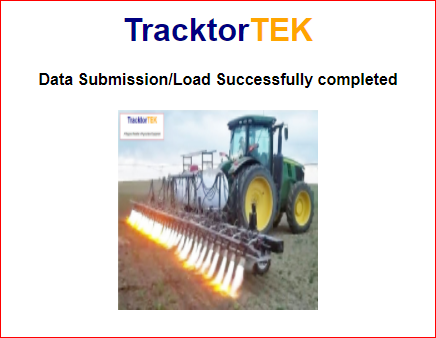 TracktorTEK
Data Submission/Load Successfully completed
TracktorTEK